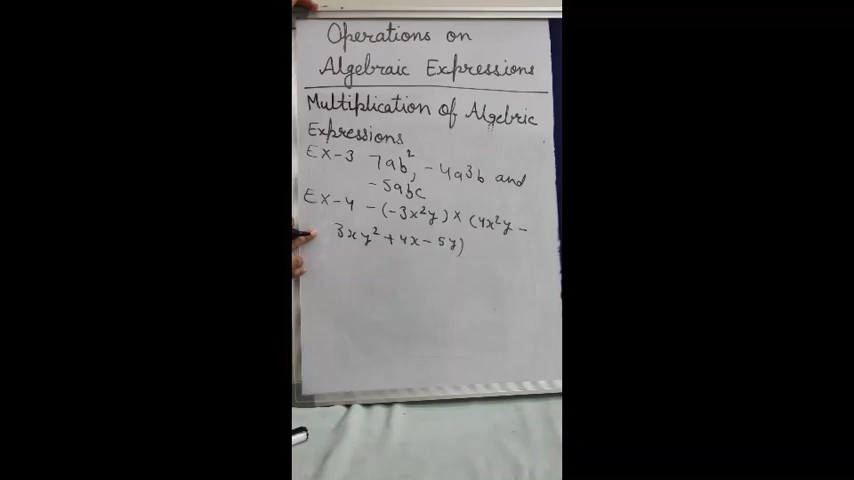 Operations on
Algebraic Expressions
Multiplication of Algebric
Expressions
EX-3 7ab², -4a3b and
-5abc
EX-4 -(-3x²y) × (4x²y -
3xy² + 4x - 5y)